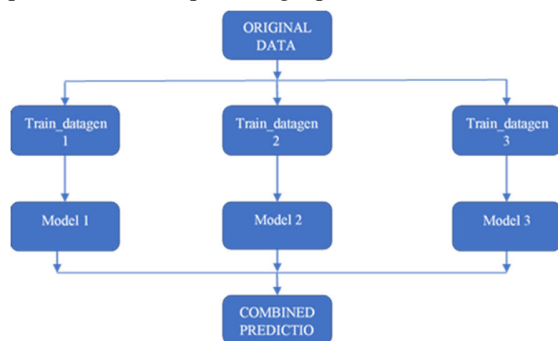 ORIGINAL
DATA
Train_datagen
1
Train_datagen
2
Train_datagen
3
Model 1
Model 2
Model 3
COMBINED
PREDICTIO